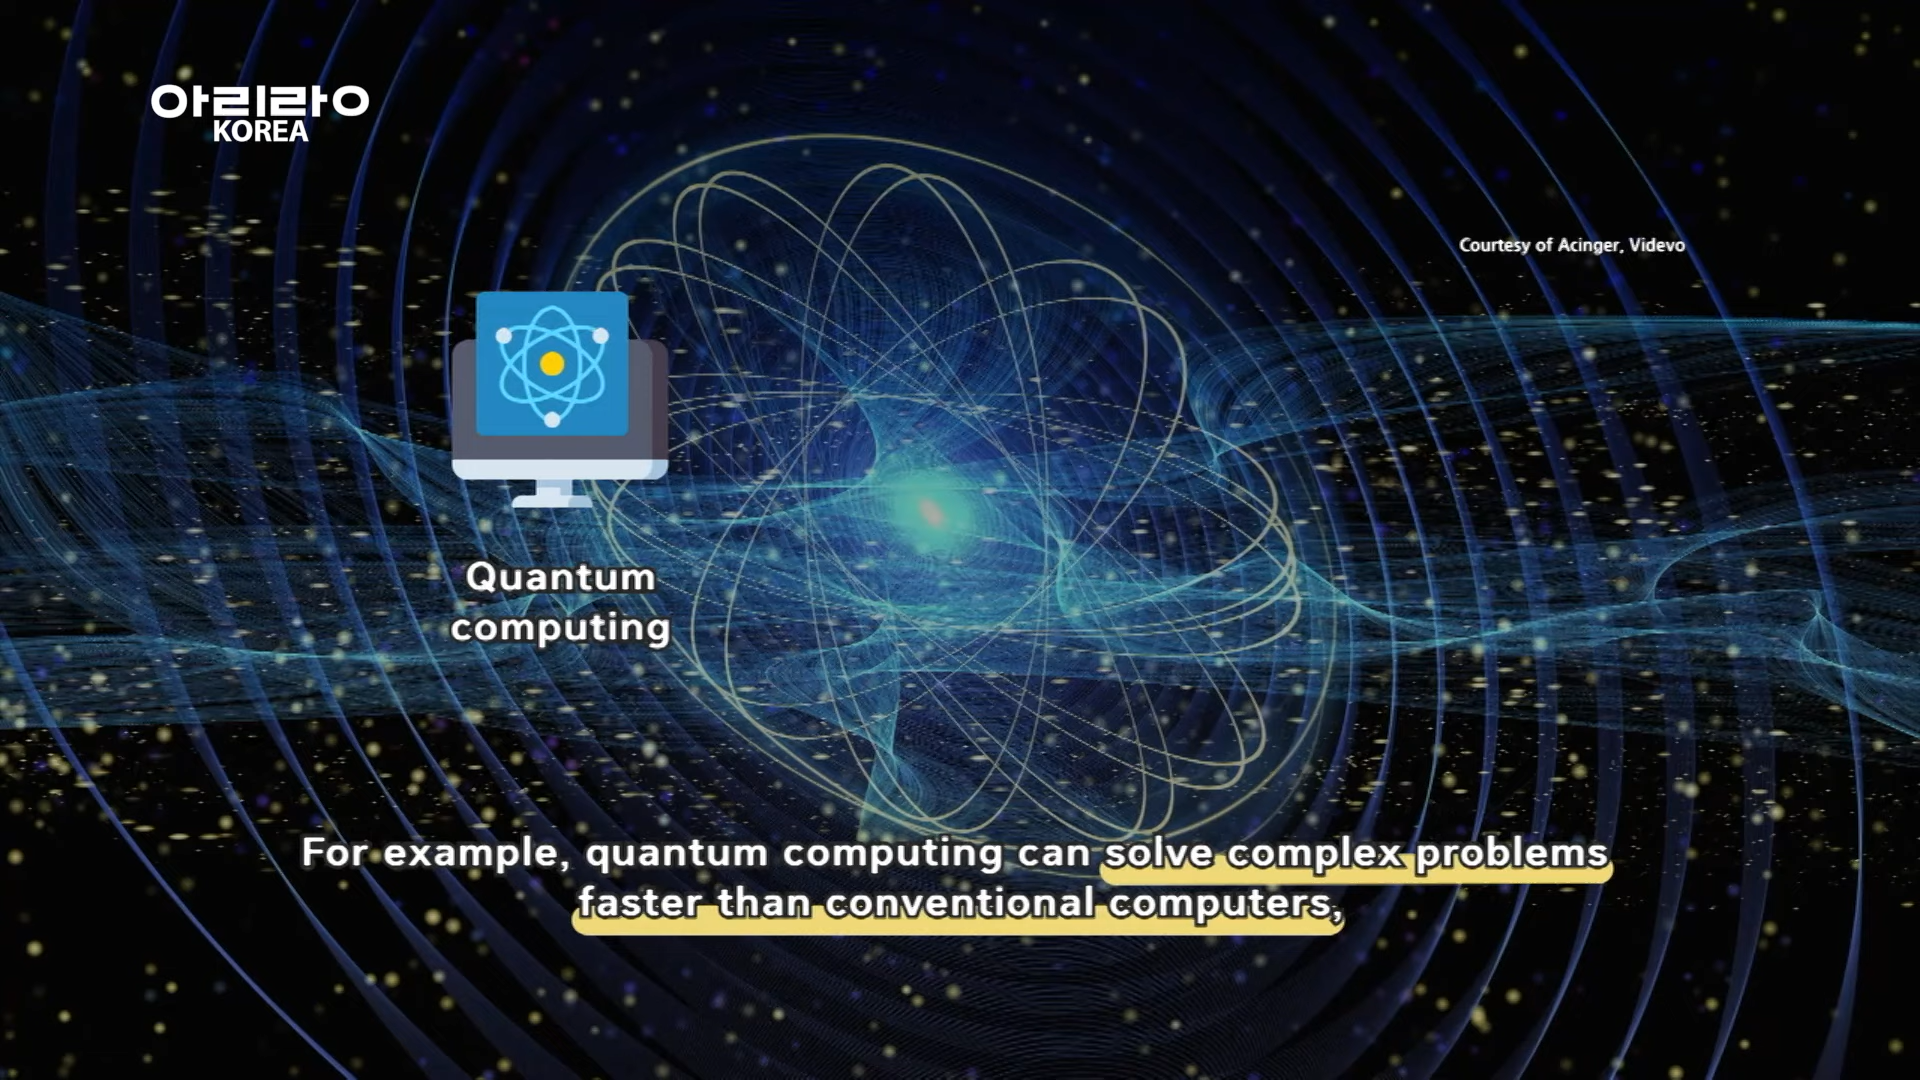 아리랑
KOREA
Courtesy of Acinger, Videvo
Quantum
computing
For example, quantum computing can solve complex problems
faster than conventional computers,